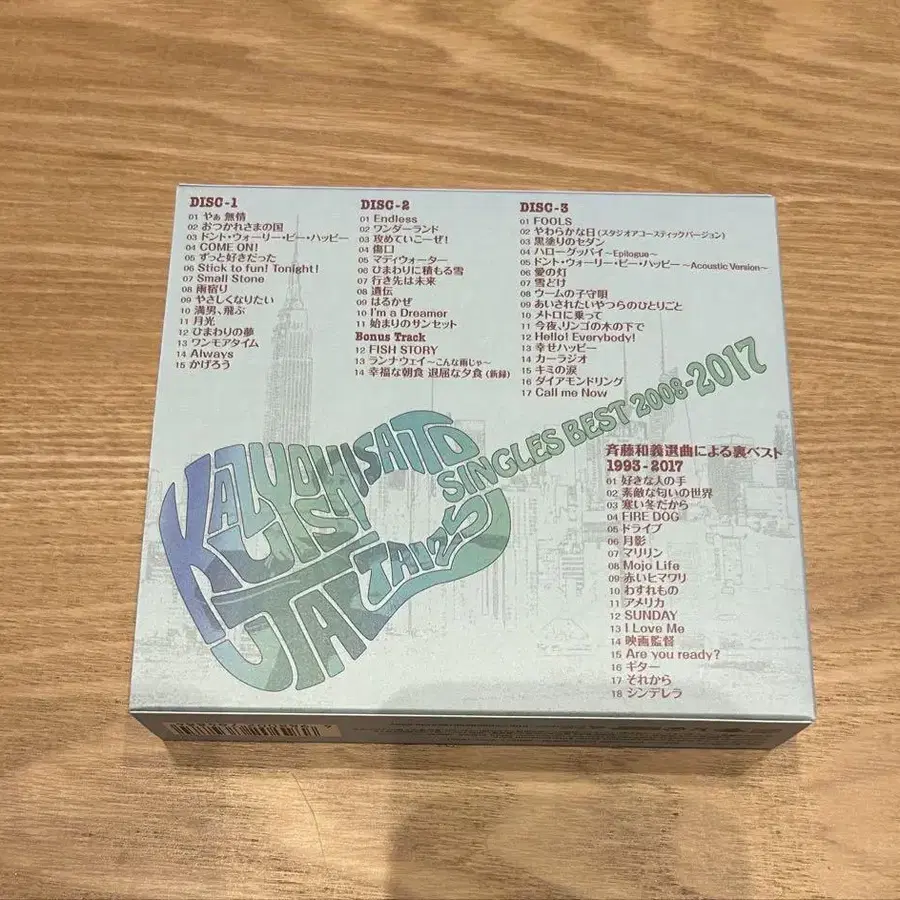 DISC-1
01 やぁ 無情
02 おつかれさまの国
03 ドント・ウォーリー・ビー・ハッピー
04 COME ON!
05 ずっと好きだった
06 Stick to fun! Tonight!
07 Small Stone
08 雨宿り
09 やさしくなりたい
10 満男、飛ぶ
11 月光
12 ひまわりの夢
13 ワンモアタイム
14 Always
15 かげろう
DISC-2
01 Endless
02 ワンダーランド
03 攻めていこーぜ!
04 傷口
05 マディウォーター
06 ひまわりに積もる雪
07 行き先は未来
08 遺伝
09 はるかぜ
10 I'm a Dreamer
11 始まりのサンセット
Bonus Track
12 FISH STORY
13 ランナウェイ〜こんな雨じゃ〜
14 幸福な朝食 退屈な夕食 (新録)
DISC-3
01 FOOLS
02 やわらかな日 (スタジオアコースティックバージョン)
03 黒塗りのセダン
04 ハローグッバイ 〜Epilogue〜
05 ドント・ウォーリー・ビー・ハッピー 〜Acoustic Version〜
06 愛の灯
07 雪どけ
08 ウームの子守唄
09 あいされたいやつらのひとりごと
10 メトロに乗って
11 今夜、リンゴの木の下で
12 Hello! Everybody!
13 幸せハッピー
14 カーラジオ
15 キミの涙
16 ダイアモンドリング
17 Call me Now
KAZUYOSHI SAITO
SINGLES BEST 2008-2017
斉藤和義選曲による裏ベスト
1993-2017
01 好きな人の手
02 素敵な匂いの世界
03 寒い冬だから
04 FIRE DOG
05 ドライブ
06 月影
07 マリリン
08 Mojo Life
09 赤いヒマワリ
10 わすれもの
11 アメリカ
12 SUNDAY
13 I Love Me
14 映画監督
15 Are you ready?
16 ギター
17 それから
18 シンデレラ